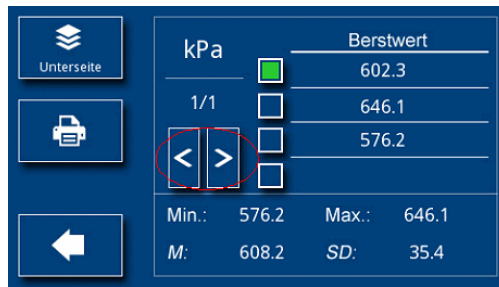 Unterseite
kPa
Berstwert
602.3
1/1
646.1
576.2
< >
Min.: 576.2 Max.: 646.1
M: 608.2 SD: 35.4